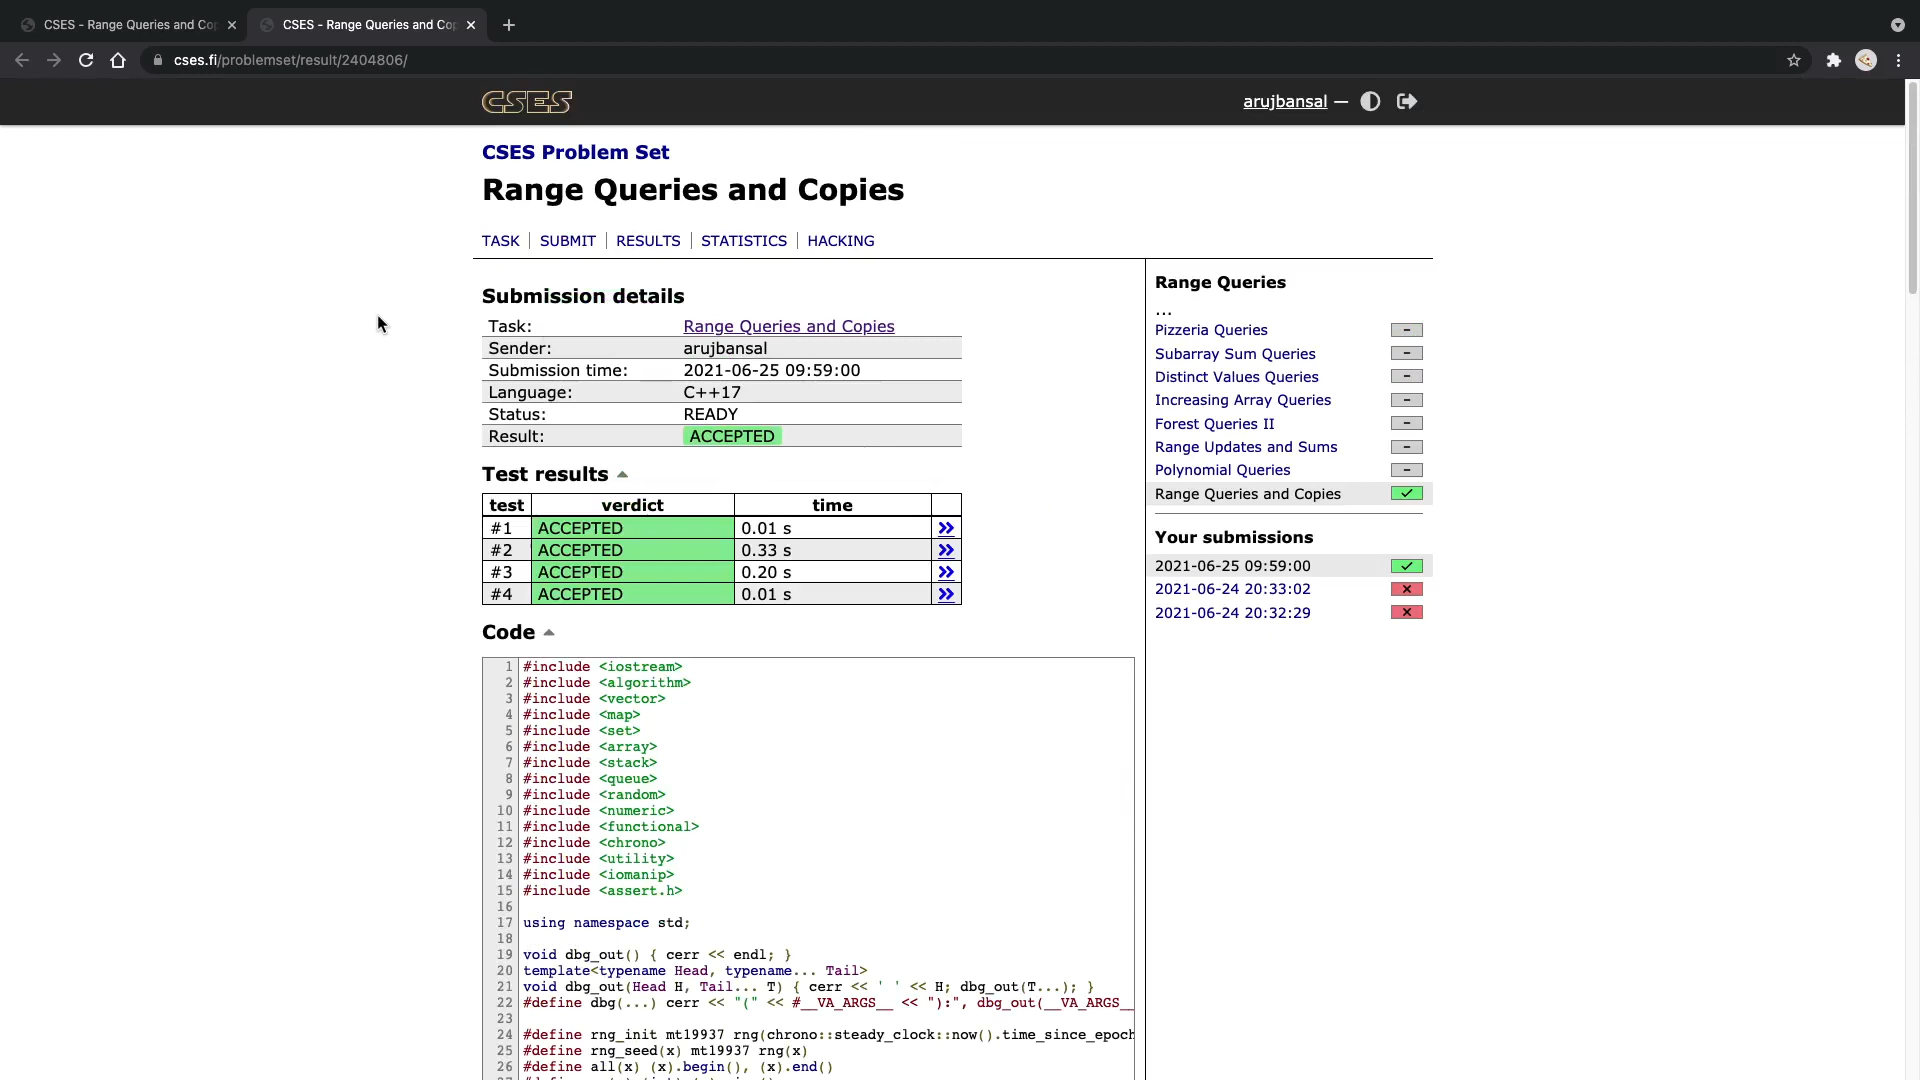 CSES - Range Queries and Co
CSES - Range Queries and Cop
cses.fi/problemset/result/2404806/
CSES
arujbansal —
CSES Problem Set
Range Queries and Copies
TASK | SUBMIT | RESULTS | STATISTICS | HACKING
Submission details
Task: Range Queries and Copies
Sender: arujbansal
Submission time: 2021-06-25 09:59:00
Language: C++17
Status: READY
Result: ACCEPTED
Test results
test verdict time
#1 ACCEPTED 0.01 s »
#2 ACCEPTED 0.33 s »
#3 ACCEPTED 0.20 s »
#4 ACCEPTED 0.01 s »
Code
1 #include <iostream>
2 #include <algorithm>
3 #include <vector>
4 #include <map>
5 #include <set>
6 #include <array>
7 #include <stack>
8 #include <queue>
9 #include <random>
10 #include <numeric>
11 #include <functional>
12 #include <chrono>
13 #include <utility>
14 #include <iomanip>
15 #include <assert.h>
16
17 using namespace std;
18
19 void dbg_out() { cerr << endl; }
20 template<typename Head, typename... Tail>
21 void dbg_out(Head H, Tail... T) { cerr << ' ' << H; dbg_out(T...); }
22 #define dbg(...) cerr << "(" << #__VA_ARGS__ << "):", dbg_out(__VA_ARGS__
23
24 #define rng_init mt19937 rng(chrono::steady_clock::now().time_since_epoch
25 #define rng_seed(x) mt19937 rng(x)
26 #define all(x) (x).begin(), (x).end()
Range Queries
...
Pizzeria Queries –
Subarray Sum Queries –
Distinct Values Queries –
Increasing Array Queries –
Forest Queries II –
Range Updates and Sums –
Polynomial Queries –
Range Queries and Copies
Your submissions
2021-06-25 09:59:00
2021-06-24 20:33:02
2021-06-24 20:32:29